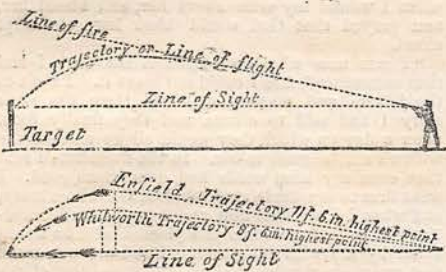 Line of fire
Trajectory or Line of flight
Line of Sight
Target
Enfield Trajectory 11f. 6in. highest point
Whitworth Trajectory 8f. 6in. highest point
Line of Sight